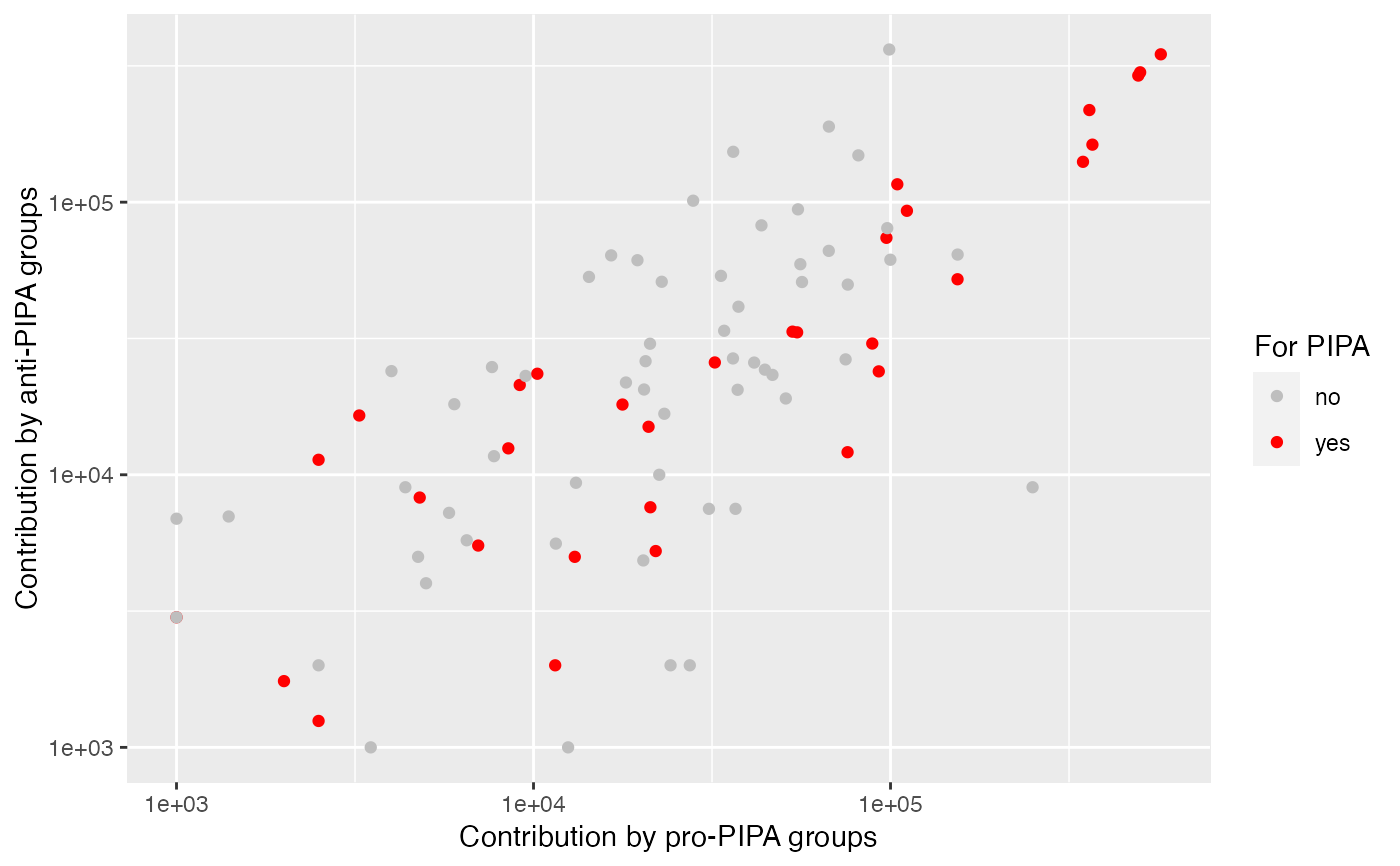 Contribution by anti-PIPA groups
1e+05
1e+04
1e+03
1e+03 1e+04 1e+05
Contribution by pro-PIPA groups
For PIPA
no
yes